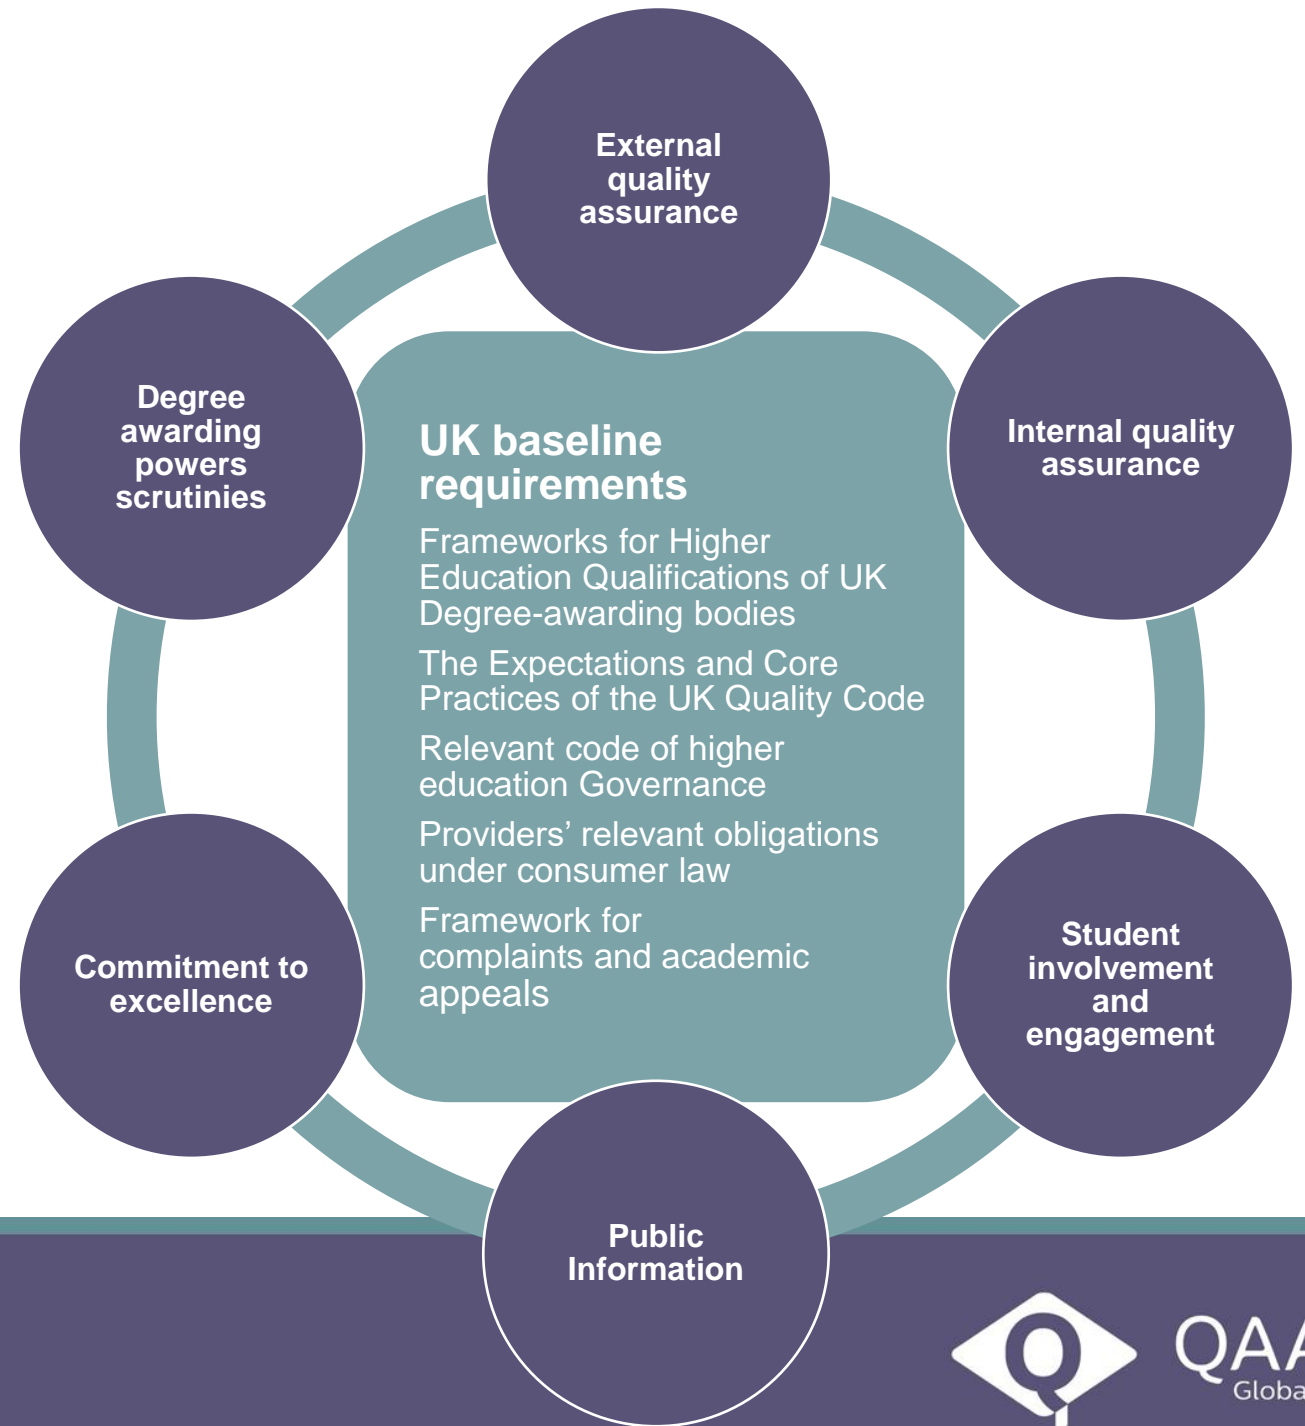 External
quality
assurance
Degree
awarding
powers
scrutinies
Internal quality
assurance
UK baseline
requirements
Frameworks for Higher
Education Qualifications of UK
Degree-awarding bodies
The Expectations and Core
Practices of the UK Quality Code
Relevant code of higher
education Governance
Providers’ relevant obligations
under consumer law
Framework for
complaints and academic
appeals
Commitment to
excellence
Student
involvement
and
engagement
Public
Information
Q
QAA
Globa